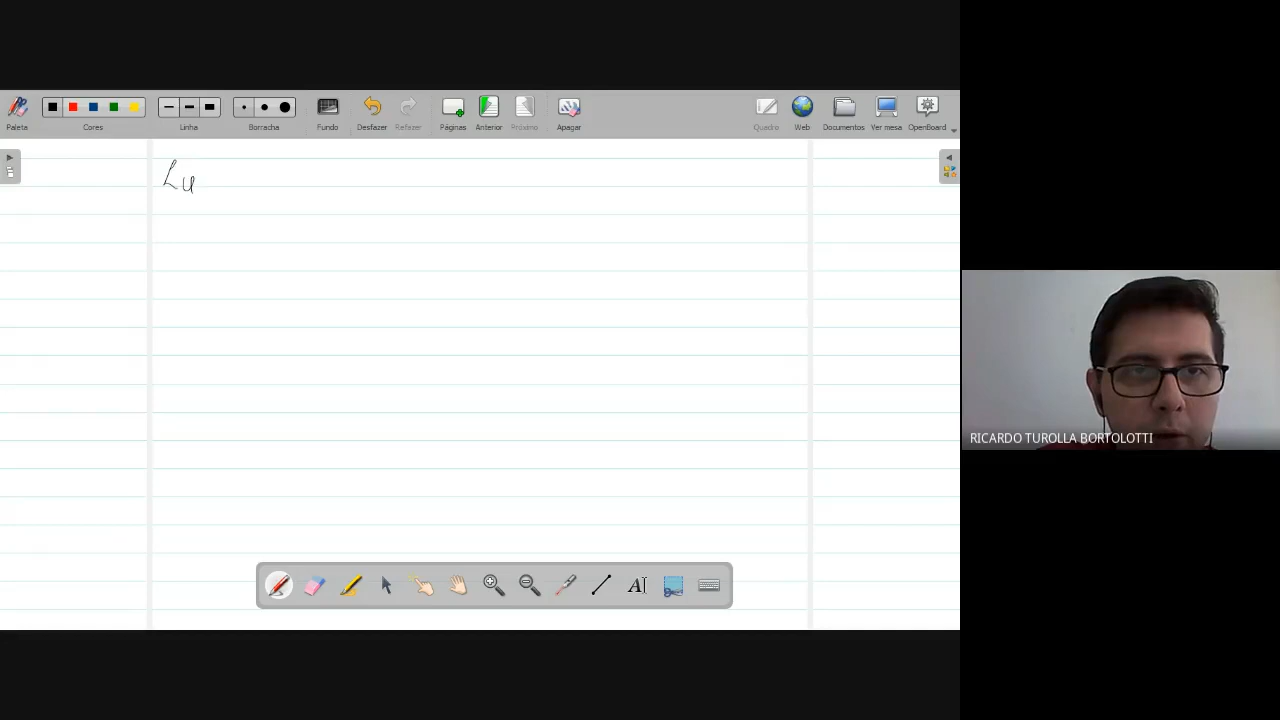 Paleta Cores Linha Borracha Fundo Desfazer Refazer Páginas Anterior Próximo Apagar Quadro Web Documentos Ver mesa OpenBoard
Lu
A
RICARDO TUROLLA BORTOLOTTI